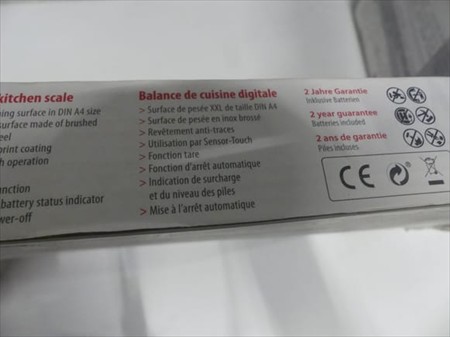 kitchen scale
ing surface in DIN A4 size
surface made of brushed
eel
print coating
h operation
unction
battery status indicator
wer-off
Balance de cuisine digitale
> Surface de pesée XXL de taille DIN A4
> Surface de pesée en inox brossé
> Revêtement anti-traces
> Utilisation par Sensor-Touch
> Fonction tare
> Fonction d'arrêt automatique
> Indication de surcharge
et du niveau des piles
> Mise à l'arrêt automatique
2 Jahre Garantie
Inklusive Batterien
2 year guarantee
Batteries included
2 ans de garantie
Piles incluses
CE